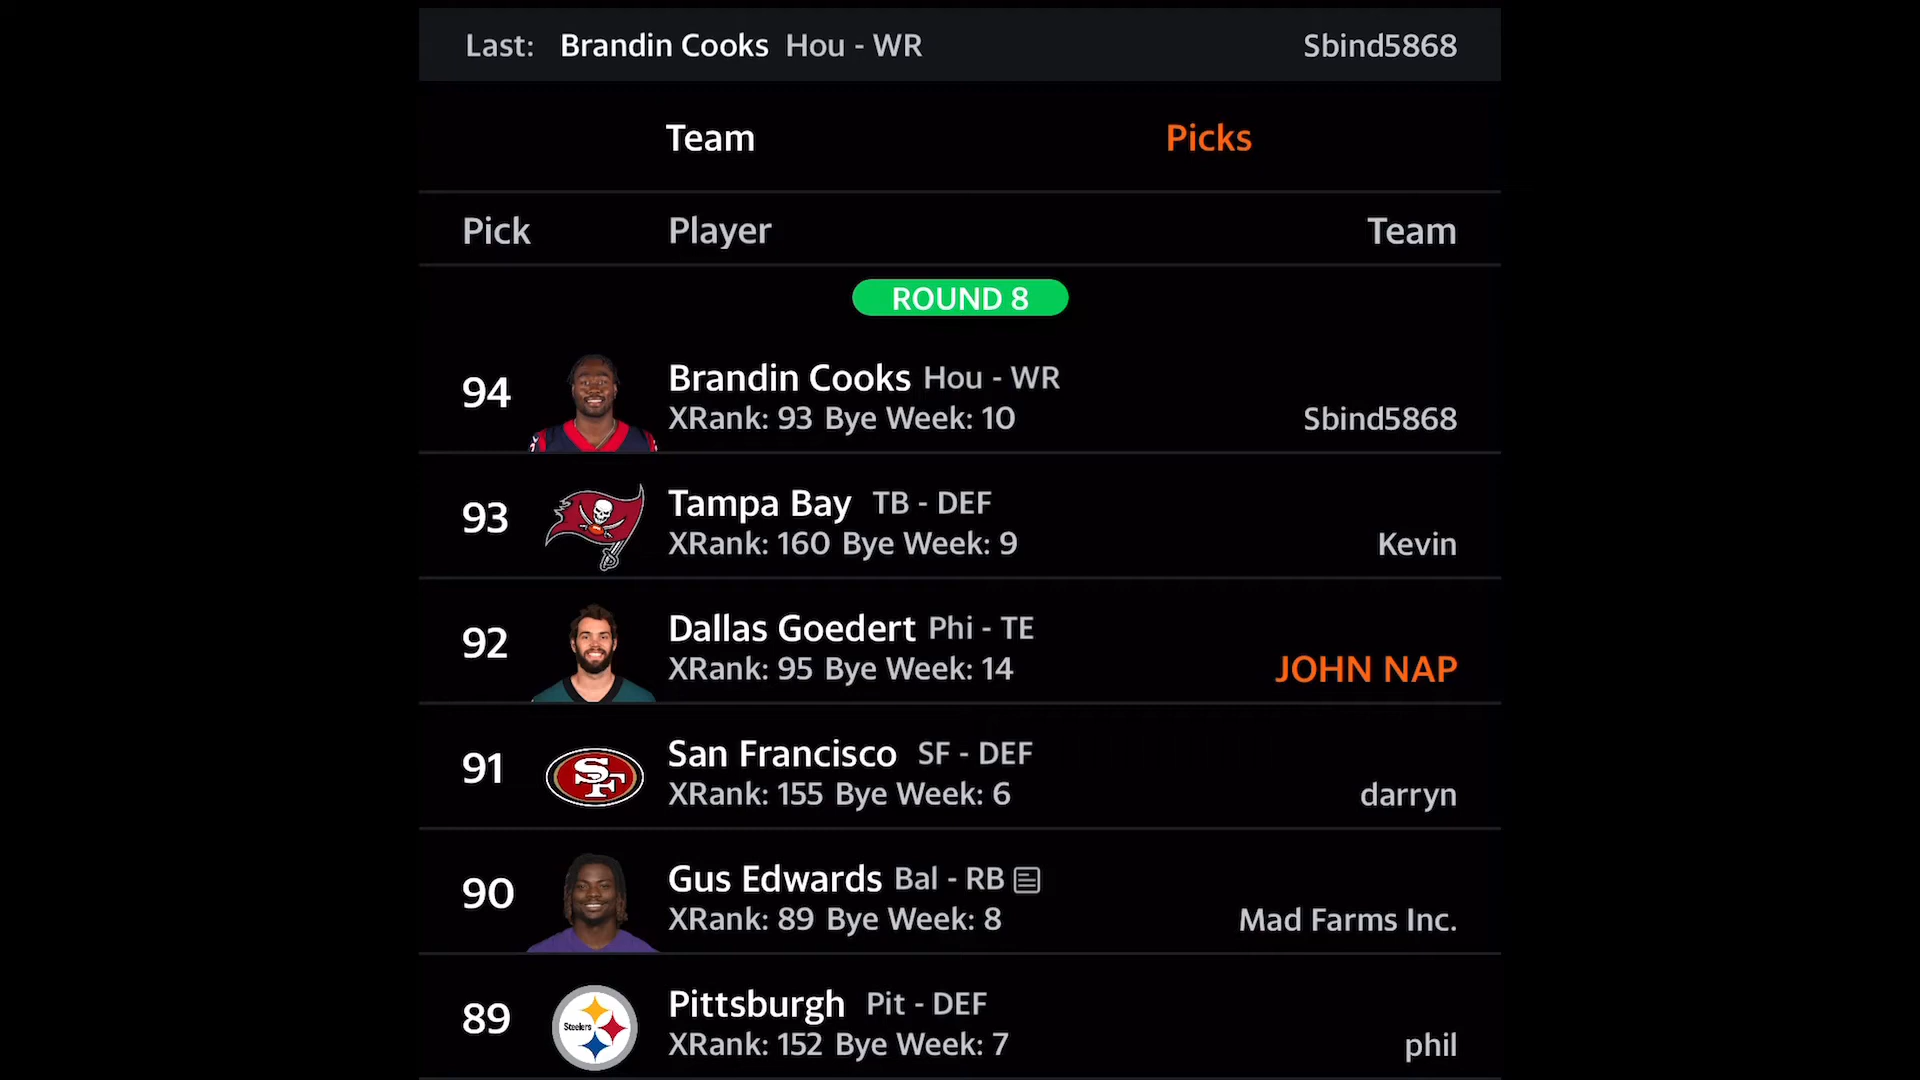 Last: Brandin Cooks Hou - WR Sbind5868
Team Picks
Pick Player Team
ROUND 8
94 Brandin Cooks Hou - WR
XRank: 93 Bye Week: 10 Sbind5868
93 Tampa Bay TB - DEF
XRank: 160 Bye Week: 9 Kevin
92 Dallas Goedert Phi - TE
XRank: 95 Bye Week: 14 JOHN NAP
91 San Francisco SF - DEF
XRank: 155 Bye Week: 6 darryn
SF
90 Gus Edwards Bal - RB
XRank: 89 Bye Week: 8 Mad Farms Inc.
89 Pittsburgh Pit - DEF
Steelers
XRank: 152 Bye Week: 7 phil